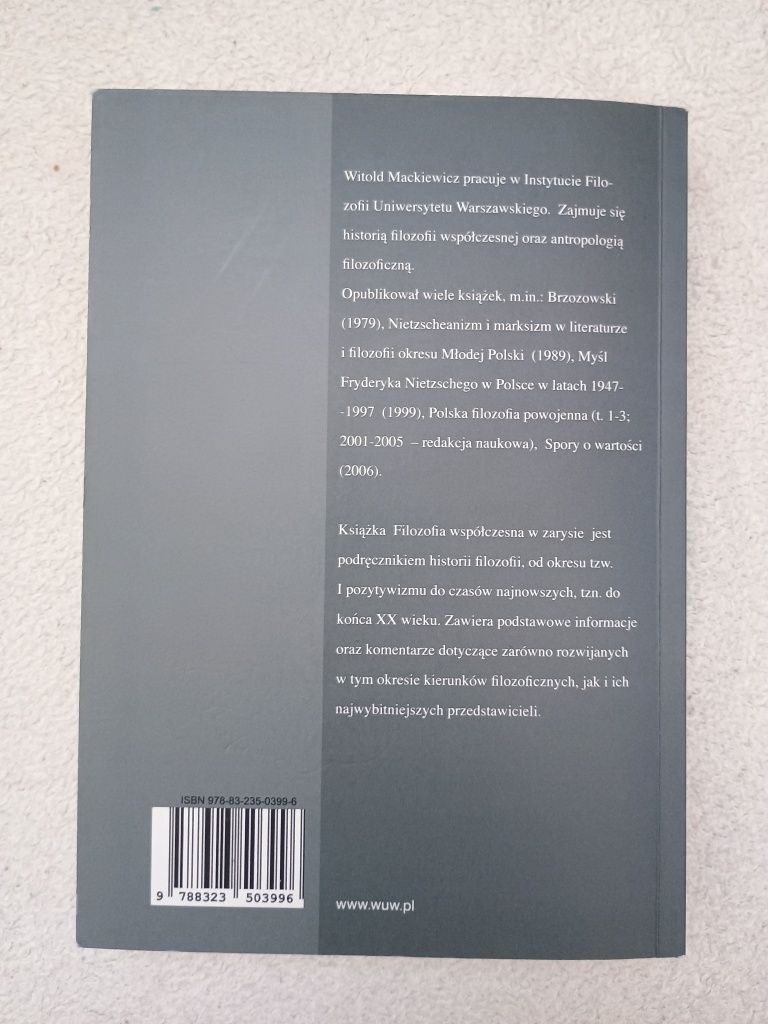 Witold Mackiewicz pracuje w Instytucie Filo-
zofii Uniwersytetu Warszawskiego. Zajmuje się
historią filozofii współczesnej oraz antropologią
filozoficzną.
Opublikował wiele książek, m.in.: Brzozowski
(1979), Nietzscheanizm i marksizm w literaturze
i filozofii okresu Młodej Polski (1989), Myśl
Fryderyka Nietzschego w Polsce w latach 1947-
-1997 (1999), Polska filozofia powojenna (t. 1-3;
2001-2005 – redakcja naukowa), Spory o wartości
(2006).
Książka Filozofia współczesna w zarysie jest
podręcznikiem historii filozofii, od okresu tzw.
I pozytywizmu do czasów najnowszych, tzn. do
końca XX wieku. Zawiera podstawowe informacje
oraz komentarze dotyczące zarówno rozwijanych
w tym okresie kierunków filozoficznych, jak i ich
najwybitniejszych przedstawicieli.
ISBN 978-83-235-0399-6
9 788323 503996
www.wuw.pl